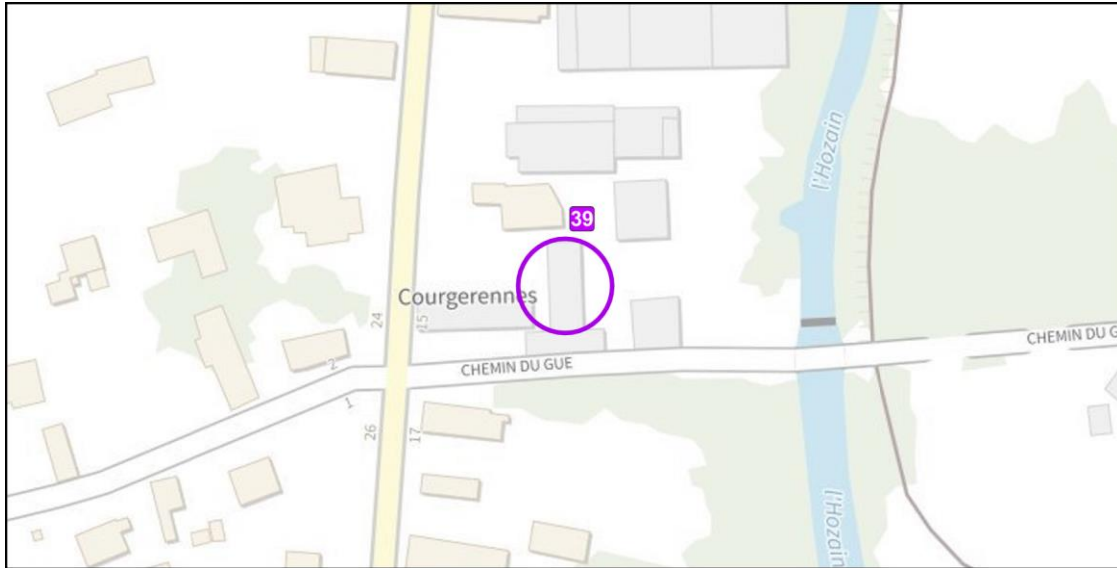 l'Hozain
39
Courgerennes
24
15
CHEMIN DU G
CHEMIN DU GUE
2
1
26
17
l'Hozain